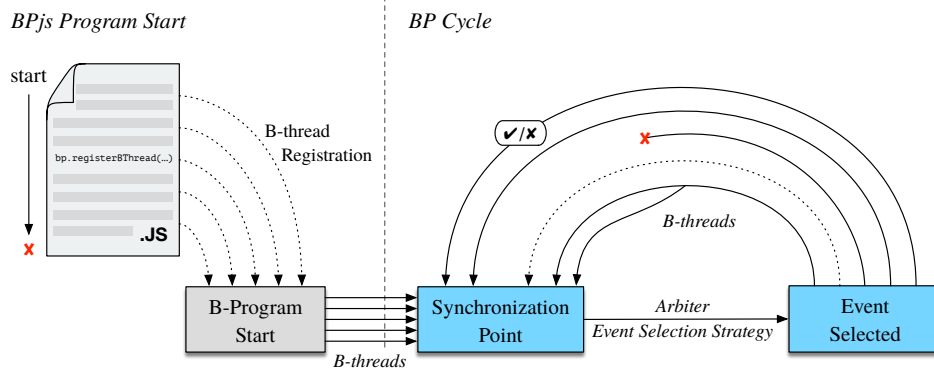 BPjs Program Start
BP Cycle
start
B-thread
Registration
bp.registerBThread(…)
.JS
✔/✘
B-threads
B-Program
Start
B-threads
Synchronization
Point
Arbiter
Event Selection Strategy
Event
Selected